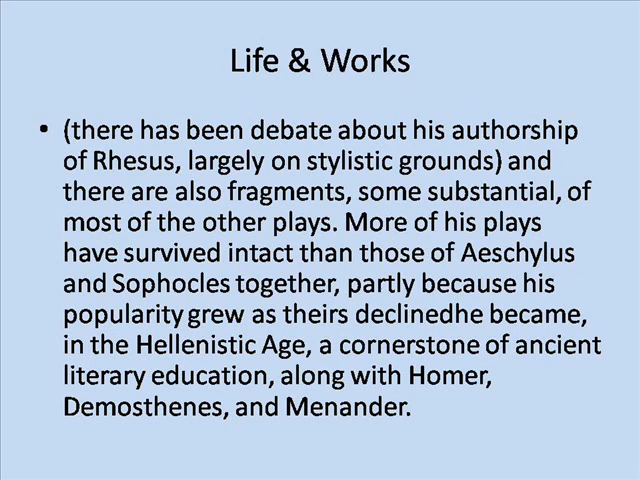 Life & Works
• (there has been debate about his authorship
of Rhesus, largely on stylistic grounds) and
there are also fragments, some substantial, of
most of the other plays. More of his plays
have survived intact than those of Aeschylus
and Sophocles together, partly because his
popularity grew as theirs declinedhe became,
in the Hellenistic Age, a cornerstone of ancient
literary education, along with Homer,
Demosthenes, and Menander.